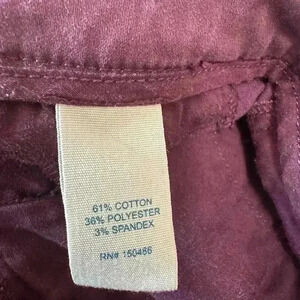 61% COTTON
36% POLYESTER
3% SPANDEX
RN# 150486